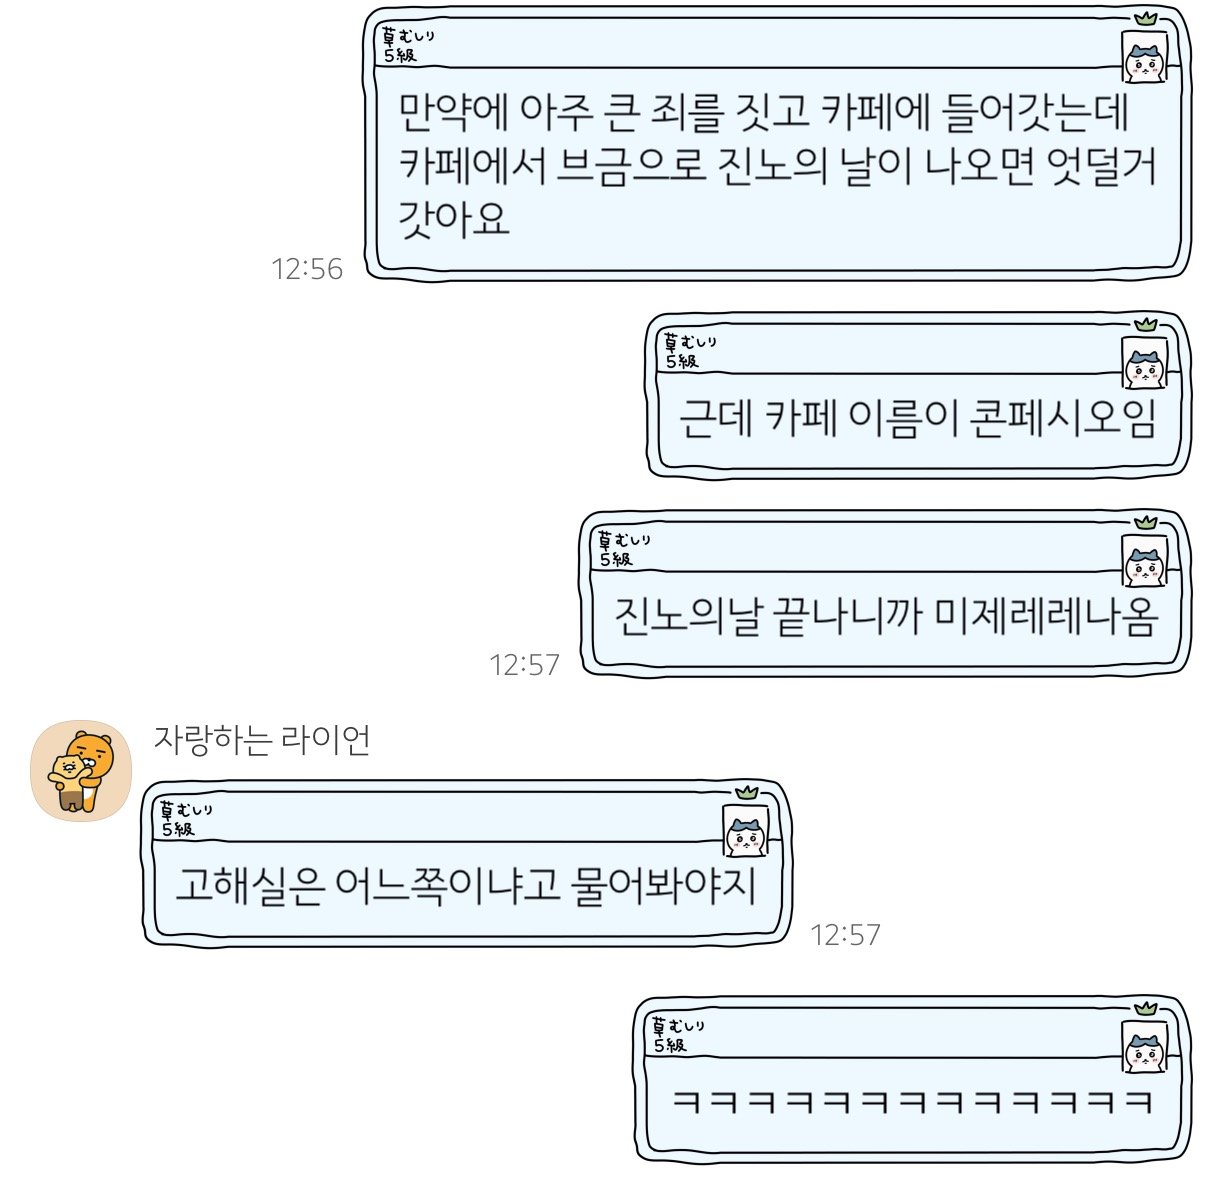 草むしり
5級
만약에 아주 큰 죄를 짓고 카페에 들어갓는데
카페에서 브금으로 진노의 날이 나오면 엇덜거
갓아요
12:56
草むしり
5級
근데 카페 이름이 콘페시오임
草むしり
5級
진노의날 끝나니까 미제레레나옴
12:57
자랑하는 라이언
草むしり
5級
고해실은 어느쪽이냐고 물어봐야지
12:57
草むしり
5級
ㅋㅋㅋㅋㅋㅋㅋㅋㅋㅋㅋㅋㅋ